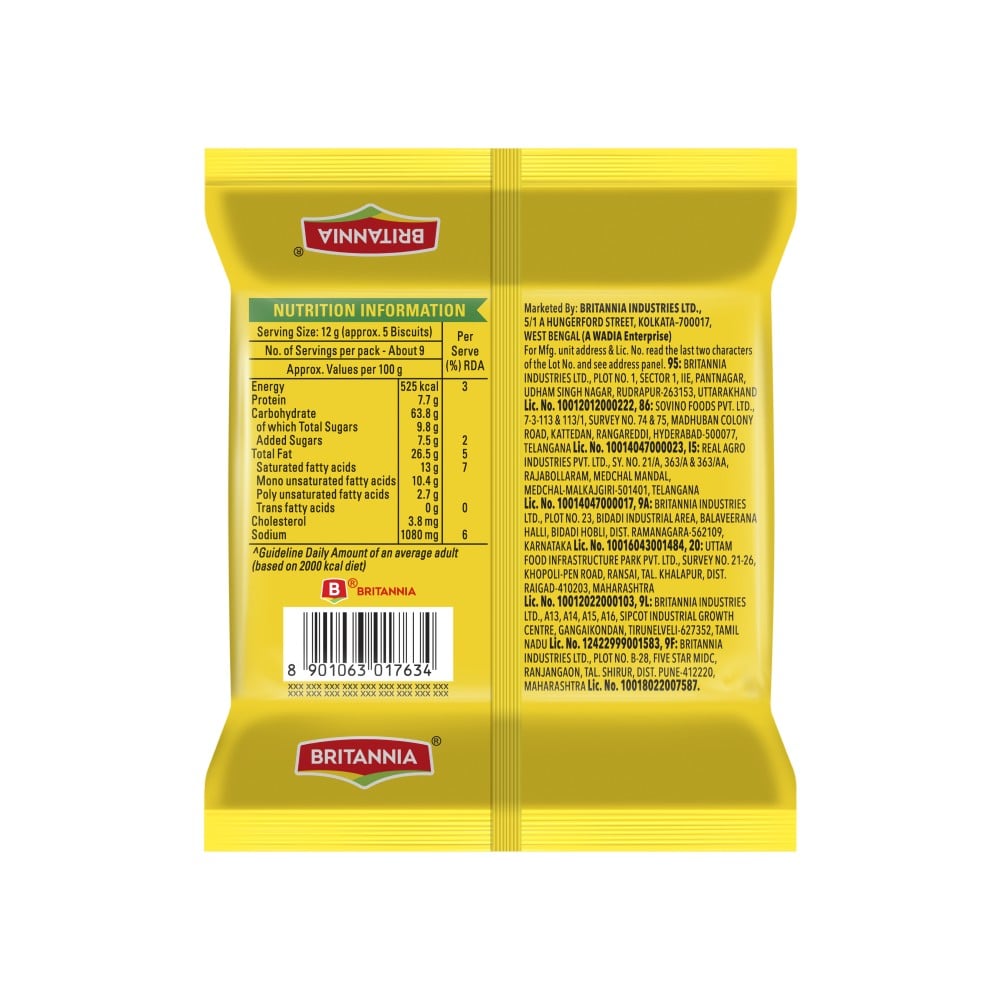 BRITANNIA
®
NUTRITION INFORMATION
Serving Size: 12 g (approx. 5 Biscuits)
No. of Servings per pack - About 9
Approx. Values per 100 g
Per
Serve
(%) RDA
Energy 525 kcal 3
Protein 7.7 g
Carbohydrate 63.8 g
of which Total Sugars 9.8 g
Added Sugars 7.5 g 2
Total Fat 26.5 g 5
Saturated fatty acids 13 g 7
Mono unsaturated fatty acids 10.4 g
Poly unsaturated fatty acids 2.7 g
Trans fatty acids 0 g 0
Cholesterol 3.8 mg
Sodium 1080 mg 6
^Guideline Daily Amount of an average adult
(based on 2000 kcal diet)
B® BRITANNIA
8 901063 017634
XXX XXX XXX XXX XXX XXX XXX XXX XXX XXX
Marketed By: BRITANNIA INDUSTRIES LTD.,
5/1 A HUNGERFORD STREET, KOLKATA-700017,
WEST BENGAL (A WADIA Enterprise)
For Mfg. unit address & Lic. No. read the last two characters
of the Lot No. and see address panel. 95: BRITANNIA
INDUSTRIES LTD., PLOT NO. 1, SECTOR 1, IIE, PANTNAGAR,
UDHAM SINGH NAGAR, RUDRAPUR-263153, UTTARAKHAND
Lic. No. 10012012000222, 86: SOVINO FOODS PVT. LTD.,
7-3-113 & 113/1, SURVEY NO. 74 & 75, MADHUBAN COLONY
ROAD, KATTEDAN, RANGAREDDI, HYDERABAD-500077,
TELANGANA Lic. No. 10014047000023, I5: REAL AGRO
INDUSTRIES PVT. LTD., SY. NO. 21/A, 363/A & 363/AA,
RAJABOLLARAM, MEDCHAL MANDAL,
MEDCHAL-MALKAJGIRI-501401, TELANGANA
Lic. No. 10014047000017, 9A: BRITANNIA INDUSTRIES
LTD., PLOT NO. 23, BIDADI INDUSTRIAL AREA, BALAVEERANA
HALLI, BIDADI HOBLI, DIST. RAMANAGARA-562109,
KARNATAKA Lic. No. 10016043001484, 20: UTTAM
FOOD INFRASTRUCTURE PARK PVT. LTD., SURVEY NO. 21-26,
KHOPOLI-PEN ROAD, RANSAI, TAL. KHALAPUR, DIST.
RAIGAD-410203, MAHARASHTRA
Lic. No. 10012022000103, 9L: BRITANNIA INDUSTRIES
LTD., A13, A14, A15, A16, SIPCOT INDUSTRIAL GROWTH
CENTRE, GANGAIKONDAN, TIRUNELVELI-627352, TAMIL
NADU Lic. No. 12422999001583, 9F: BRITANNIA
INDUSTRIES LTD., PLOT NO. B-28, FIVE STAR MIDC,
RANJANGAON, TAL. SHIRUR, DIST. PUNE-412220,
MAHARASHTRA Lic. No. 10018022007587.
BRITANNIA
®